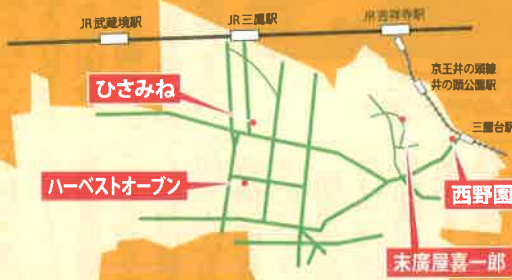 JR武蔵境駅
JR三鷹駅
JR吉祥寺駅
京王井の頭線
井の頭公園駅
三鷹台駅
ひさみね
ハーベストオーブン
西野園
末廣屋喜一郎